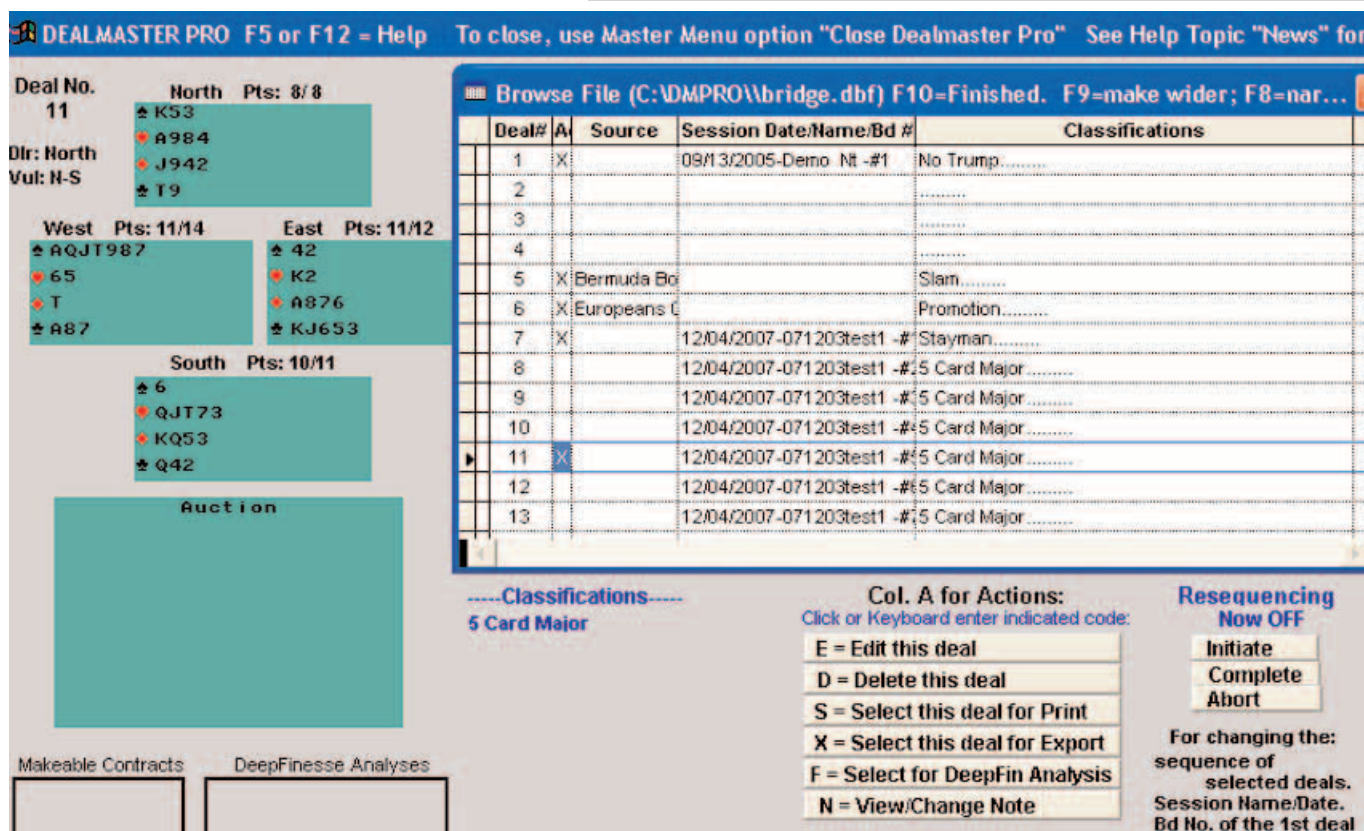 DEALMASTER PRO F5 or F12 = Help To close, use Master Menu option "Close Dealmaster Pro" See Help Topic "News" for
Deal No.
11
Dlr: North
Vul: N-S
North Pts: 8/8
♠ K53
♥ A984
♦ J942
♣ T9
West Pts: 11/14
♠ AQJT987
♥ 65
♦ T
♣ A87
East Pts: 11/12
♠ 42
♥ K2
♦ A876
♣ KJ653
South Pts: 10/11
♠ 6
♥ QJT73
♦ KQ53
♣ Q42
Auction
Makeable Contracts
DeepFinesse Analyses
Browse File (C:\DMPRO\\bridge.dbf) F10=Finished. F9=make wider; F8=nar...
Deal# A Source Session Date/Name/Bd # Classifications
1 X 09/13/2005-Demo Nt -#1 No Trump.........
2 .........
3 .........
4 .........
5 X Bermuda Bo Slam.........
6 X Europeans Promotion.........
7 X 12/04/2007-071203test1 -# Stayman.........
8 12/04/2007-071203test1 -#2 5 Card Major.........
9 12/04/2007-071203test1 -#3 5 Card Major.........
10 12/04/2007-071203test1 -#4 5 Card Major.........
11 X 12/04/2007-071203test1 -#5 5 Card Major.........
12 12/04/2007-071203test1 -#6 5 Card Major.........
13 12/04/2007-071203test1 -#7 5 Card Major.........
-----Classifications-----
5 Card Major
Col. A for Actions:
Click or Keyboard enter indicated code:
E = Edit this deal
D = Delete this deal
S = Select this deal for Print
X = Select this deal for Export
F = Select for DeepFin Analysis
N = View/Change Note
Resequencing
Now OFF
Initiate
Complete
Abort
For changing the:
sequence of
selected deals.
Session Name/Date.
Bd No. of the 1st deal